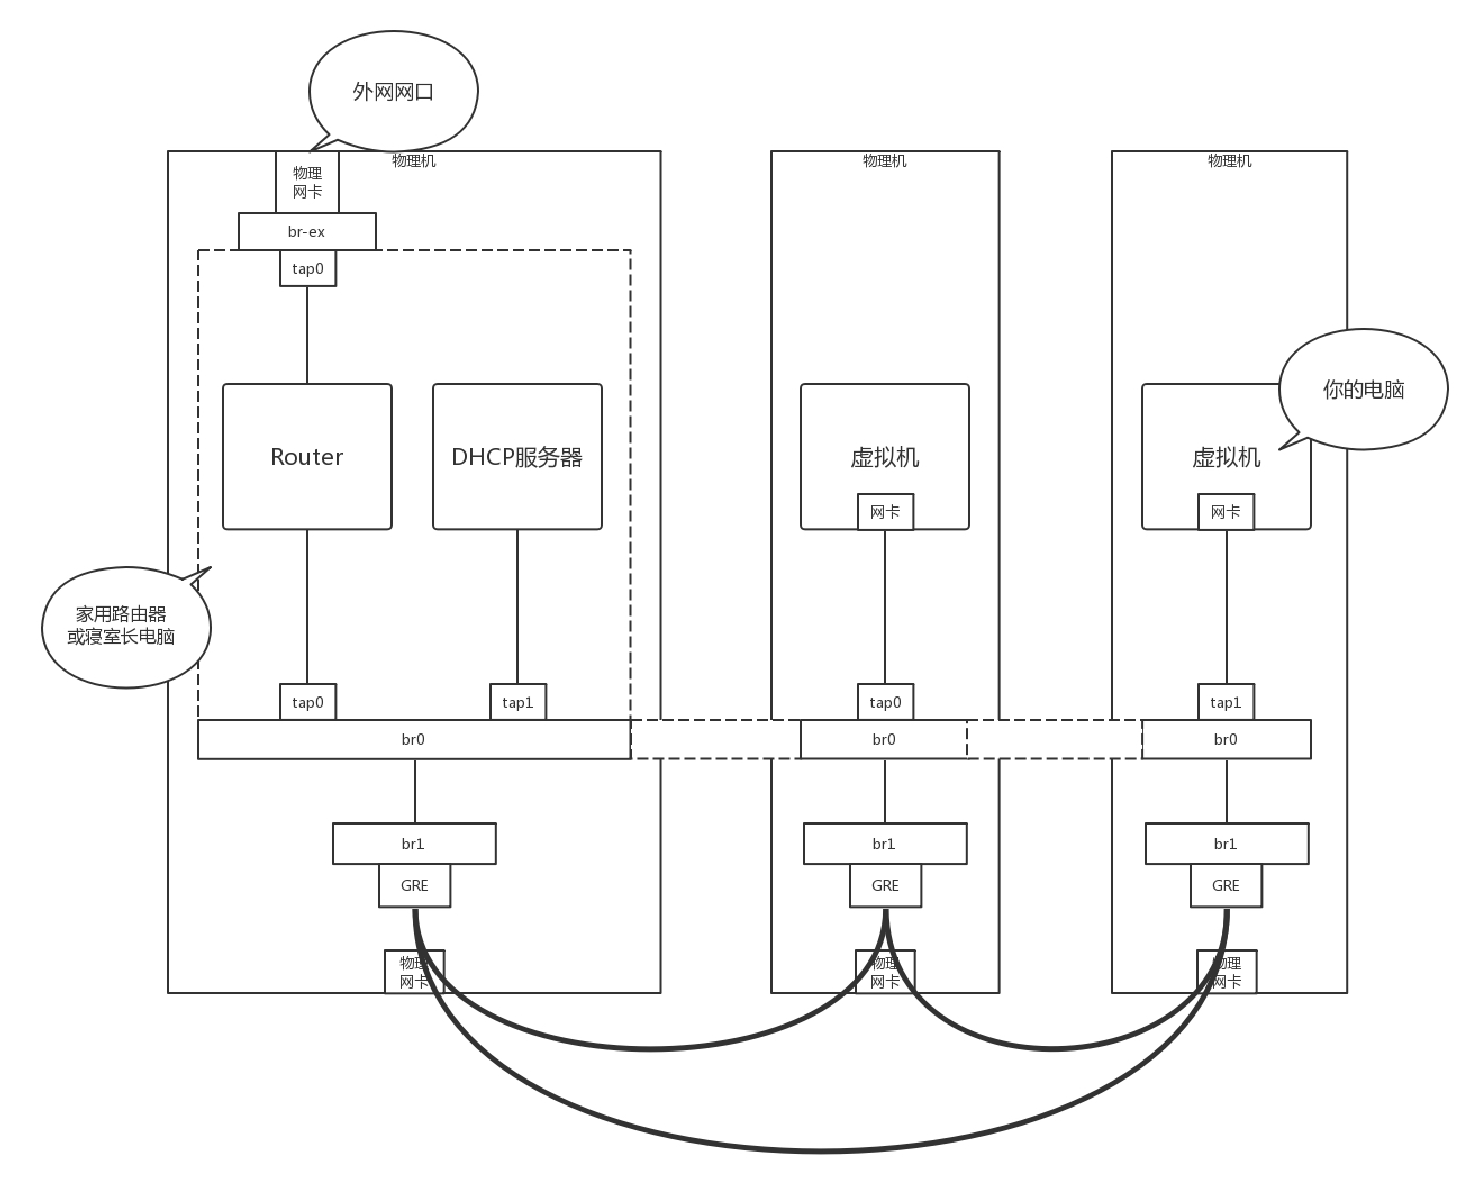 外网网口
物理机
物理机
物理机
物理
网卡
br-ex
tap0
你的电脑
Router
DHCP服务器
虚拟机
虚拟机
网卡
网卡
家用路由器
或寝室长电脑
tap0
tap1
tap0
tap1
br0
br0
br0
br1
br1
br1
GRE
GRE
GRE
物理
网卡
物理
网卡
物理
网卡